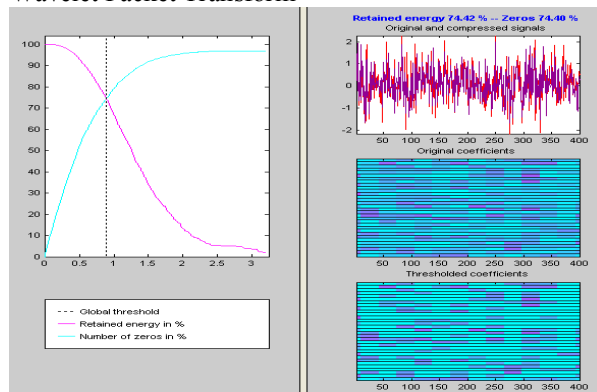 Wavelet Packet Transform
Retained energy 74.42 % -- Zeros 74.40 %
Original and compressed signals
100
90
80
70
60
50
40
30
20
10
0
0 0.5 1 1.5 2 2.5 3
Global threshold
Retained energy in %
Number of zeros in %
2
1
0
-1
-2
50 100 150 200 250 300 350 400
Original coefficients
50 100 150 200 250 300 350 400
Thresholded coefficients
50 100 150 200 250 300 350 400